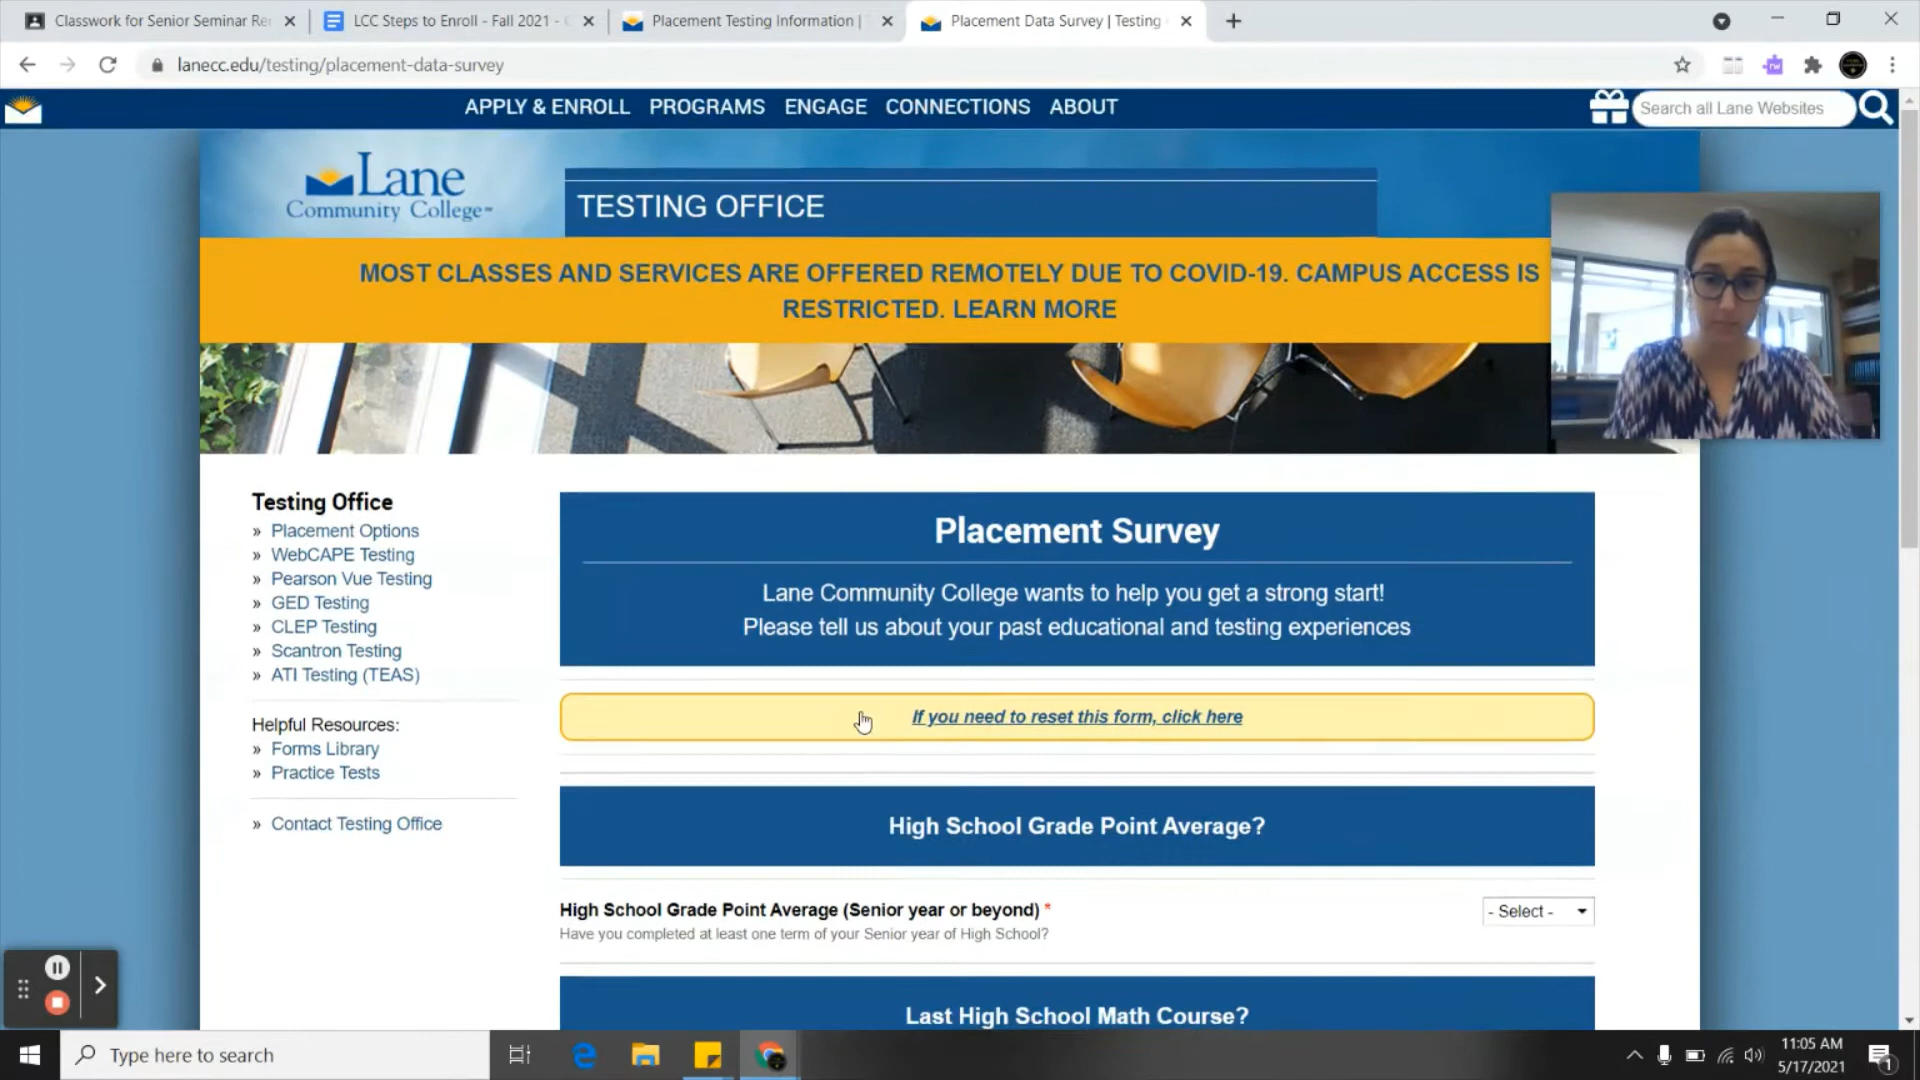 Classwork for Senior Seminar Re
LCC Steps to Enroll - Fall 2021 -
Placement Testing Information |
Placement Data Survey | Testing
lanecc.edu/testing/placement-data-survey
APPLY & ENROLL PROGRAMS ENGAGE CONNECTIONS ABOUT
Search all Lane Websites
Lane
Community College™
TESTING OFFICE
MOST CLASSES AND SERVICES ARE OFFERED REMOTELY DUE TO COVID-19. CAMPUS ACCESS IS
RESTRICTED. LEARN MORE
Testing Office
» Placement Options
» WebCAPE Testing
» Pearson Vue Testing
» GED Testing
» CLEP Testing
» Scantron Testing
» ATI Testing (TEAS)
Helpful Resources:
» Forms Library
» Practice Tests
» Contact Testing Office
Placement Survey
Lane Community College wants to help you get a strong start!
Please tell us about your past educational and testing experiences
If you need to reset this form, click here
High School Grade Point Average?
High School Grade Point Average (Senior year or beyond) *
- Select -
Have you completed at least one term of your Senior year of High School?
Last High School Math Course?
Type here to search
11:05 AM
5/17/2021
1